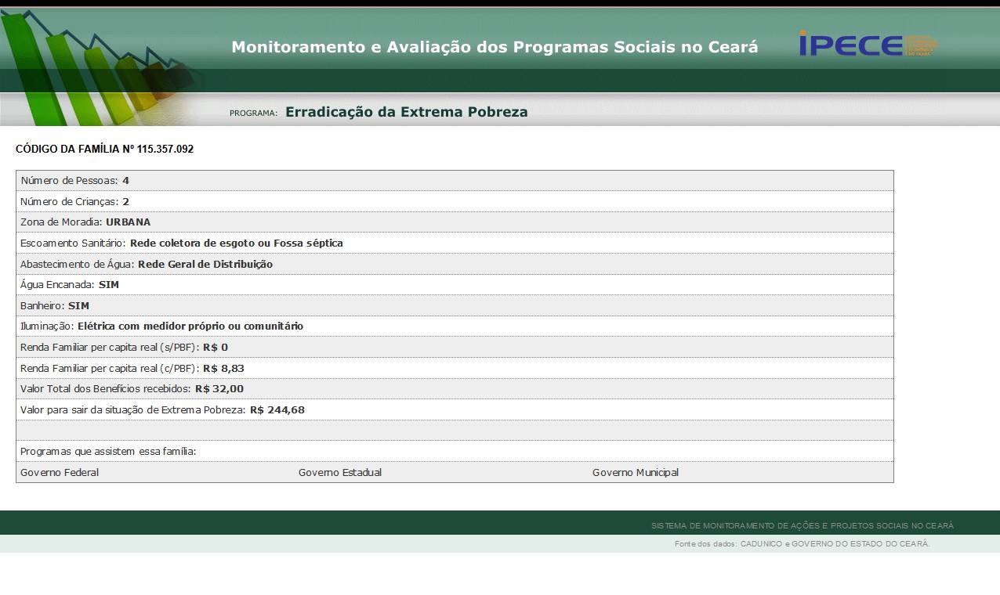 Monitoramento e Avaliação dos Programas Sociais no Ceará
IPECE
PROGRAMA: Erradicação da Extrema Pobreza
CÓDIGO DA FAMÍLIA Nº 115.357.092
Número de Pessoas: 4
Número de Crianças: 2
Zona de Moradia: URBANA
Escoamento Sanitário: Rede coletora de esgoto ou Fossa séptica
Abastecimento de Água: Rede Geral de Distribuição
Água Encanada: SIM
Banheiro: SIM
Iluminação: Elétrica com medidor próprio ou comunitário
Renda Familiar per capita real (s/PBF): R$ 0
Renda Familiar per capita real (c/PBF): R$ 8,83
Valor Total dos Benefícios recebidos: R$ 32,00
Valor para sair da situação de Extrema Pobreza: R$ 244,68
Programas que assistem essa família:
Governo Federal Governo Estadual Governo Municipal
SISTEMA DE MONITORAMENTO DE AÇÕES E PROJETOS SOCIAIS NO CEARÁ
Fonte dos dados: CADUNICO e GOVERNO DO ESTADO DO CEARÁ.